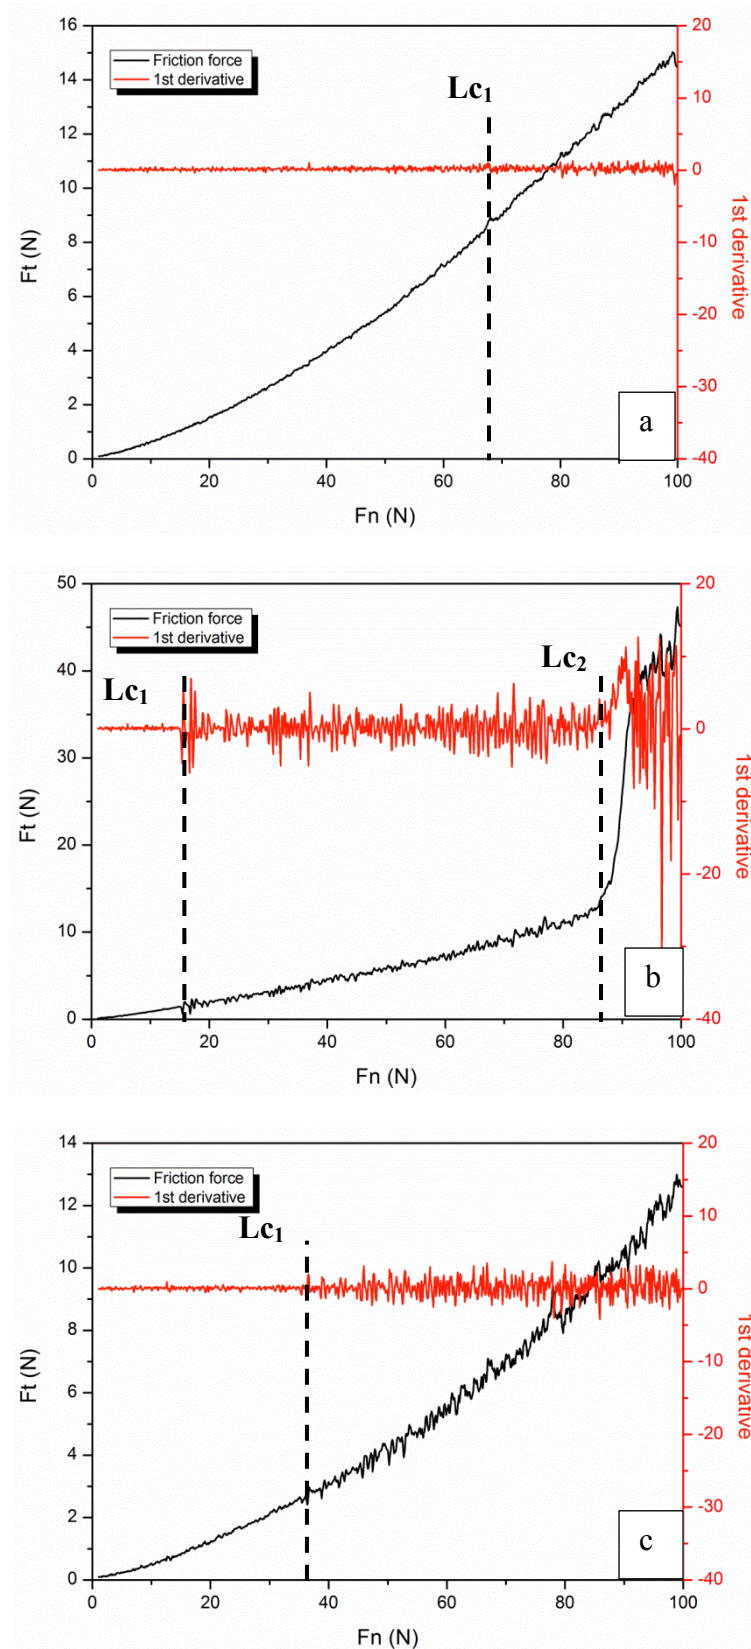 16
14
12
10
8
6
4
2
0
Ft (N)
Friction force
1st derivative
Lc1
20
10
0
-10
-20
-30
-40
1st derivative
a
0 20 40 60 80 100
Fn (N)
50
40
30
20
10
0
Ft (N)
Friction force
1st derivative
Lc1
Lc2
20
0
-20
-40
1st derivative
b
0 20 40 60 80 100
Fn (N)
14
12
10
8
6
4
2
0
Ft (N)
Friction force
1st derivative
Lc1
20
10
0
-10
-20
-30
-40
1st derivative
c
0 20 40 60 80 100
Fn (N)